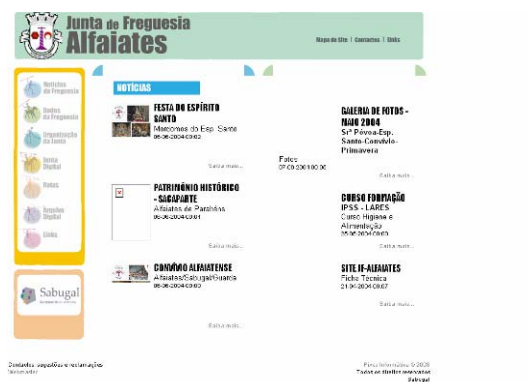 Junta de Freguesia
Alfaiates
Mapa do Site | Contactos | Links
Notícias
da Freguesia
Dados
da Freguesia
Organização
da Junta
Junta
Digital
Fotos
Arquivo
Digital
Links
Sabugal
NOTÍCIAS
FESTA DO ESPÍRITO
SANTO
Mordomos do Esp. Santo
Saiba mais...
PATRIMÓNIO HISTÓRICO
- SACAPARTE
Alfaiates de Parabéns
Saiba mais...
CONVÍVIO ALFAIATENSE
Alfaiates/Sabugal/Guarda
Saiba mais...
GALERIA DE FOTOS -
MAIO 2004
Srª Póvoa-Esp.
Santo-Convívio-
Primavera
Fotos
Saiba mais...
CURSO FORMAÇÃO
IPSS - LARES
Curso Higiene e
Alimentação
Saiba mais...
SITE JF-ALFAIATES
Ficha Técnica
Saiba mais...
Contactos, sugestões e reclamações
Webmaster
Todos os direitos reservados
Sabugal